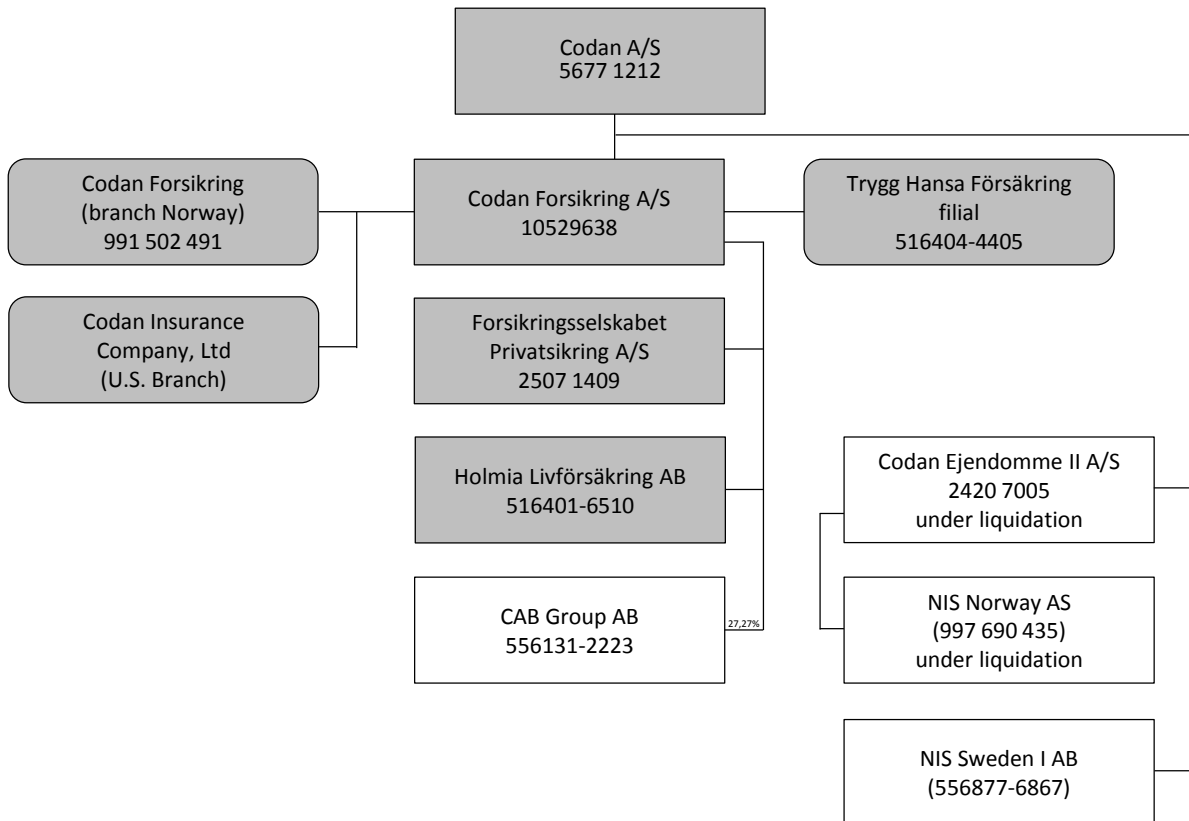 Codan A/S
5677 1212
Codan Forsikring
(branch Norway)
991 502 491
Codan Forsikring A/S
10529638
Trygg Hansa Försäkring
filial
516404-4405
Codan Insurance
Company, Ltd
(U.S. Branch)
Forsikringsselskabet
Privatsikring A/S
2507 1409
Holmia Livförsäkring AB
516401-6510
Codan Ejendomme II A/S
2420 7005
under liquidation
CAB Group AB
556131-2223
27,27%
NIS Norway AS
(997 690 435)
under liquidation
NIS Sweden I AB
(556877-6867)